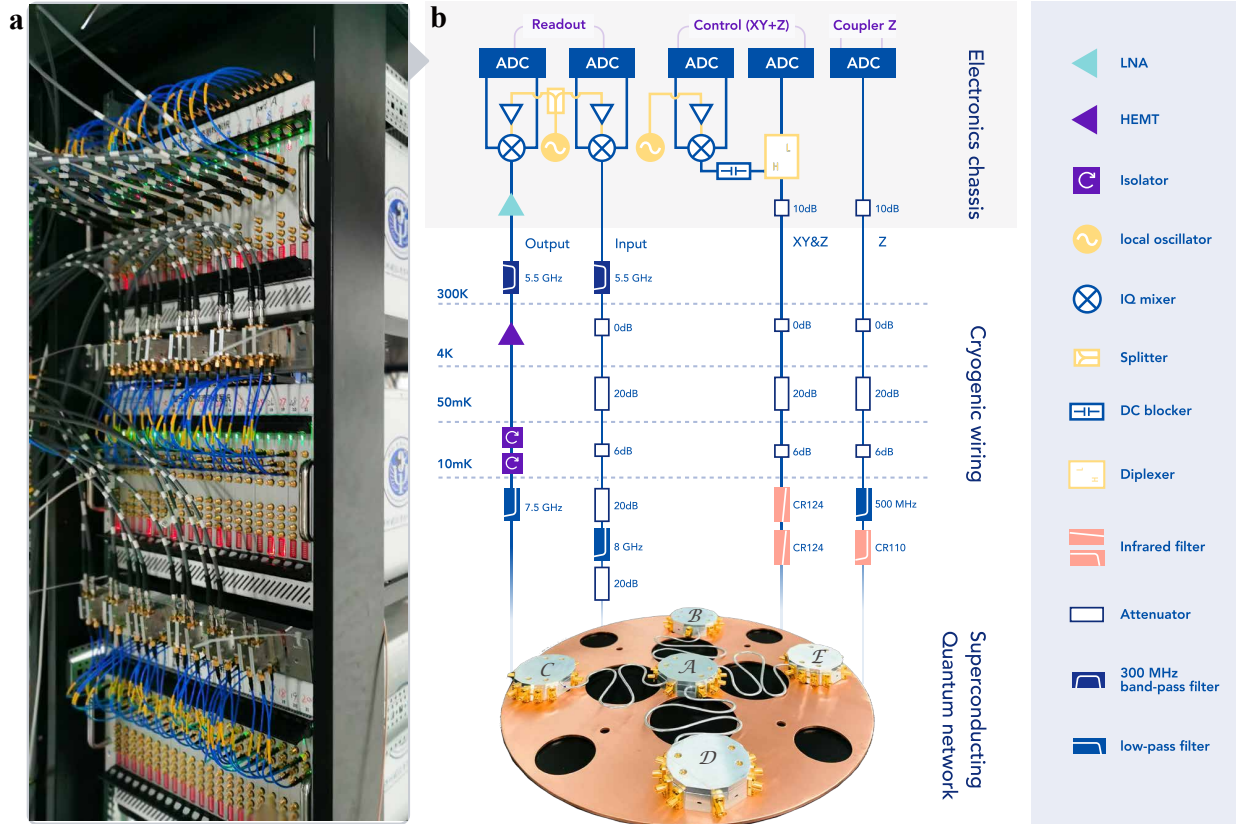 a
b
Readout
Control (XY+Z)
Coupler Z
ADC
ADC
ADC
ADC
ADC
L
H
10dB
10dB
Electronics chassis
Output
Input
XY&Z
Z
5.5 GHz
5.5 GHz
300K
0dB
0dB
0dB
4K
20dB
20dB
20dB
50mK
6dB
6dB
6dB
10mK
Cryogenic wiring
7.5 GHz
20dB
CR124
500 MHz
8 GHz
CR124
CR110
20dB
B
C
A
E
D
Superconducting
Quantum network
LNA
HEMT
Isolator
local oscillator
IQ mixer
Splitter
DC blocker
Diplexer
Infrared filter
Attenuator
300 MHz
band-pass filter
low-pass filter